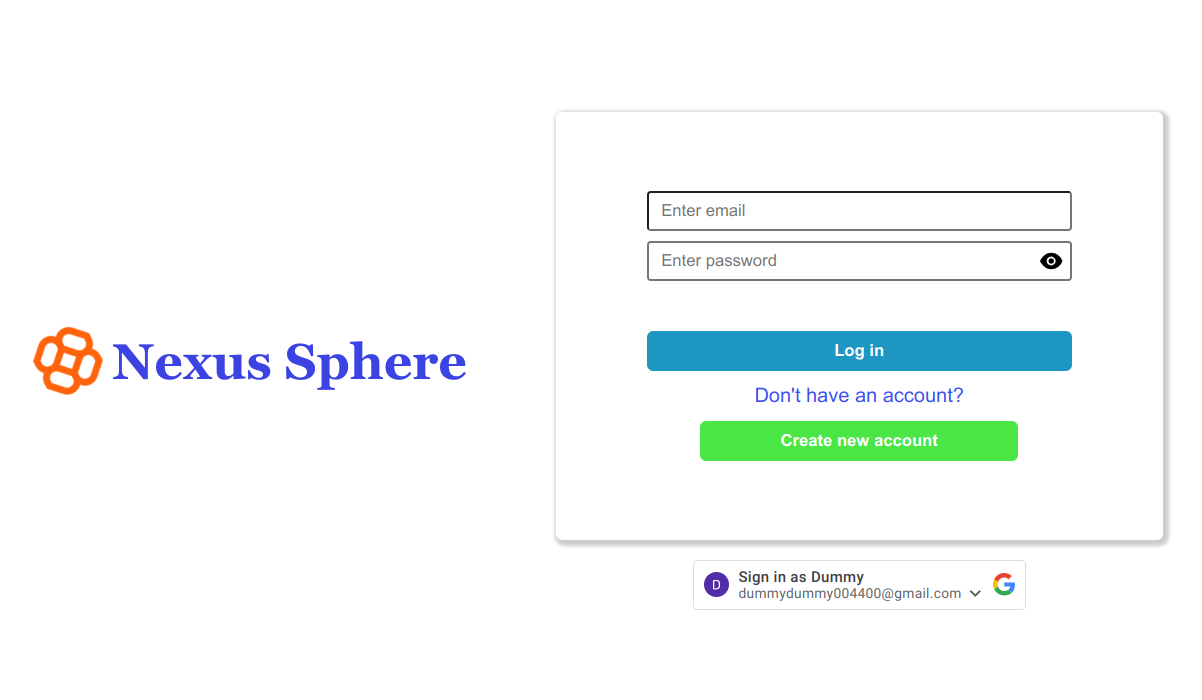 Nexus Sphere
Enter email
Enter password
Log in
Don't have an account?
Create new account
D
Sign in as Dummy
dummydummy004400@gmail.com